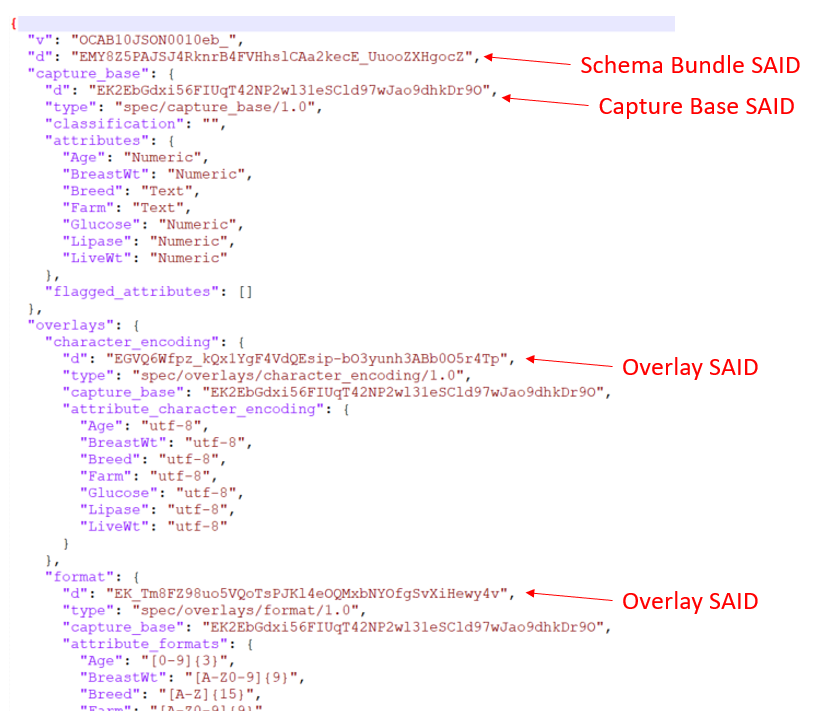 {
"v": "OCAB10JSON0010eb_",
"d": "EMY8Z5PAJSJ4RknrB4FVHhslCAa2kecE_UuooZXHgocZ", Schema Bundle SAID
"capture_base": {
"d": "EK2EbGdxi56FIUqT42NP2wl31eSCld97wJao9dhkDr9O", Capture Base SAID
"type": "spec/capture_base/1.0",
"classification": "",
"attributes": {
"Age": "Numeric",
"BreastWt": "Numeric",
"Breed": "Text",
"Farm": "Text",
"Glucose": "Numeric",
"Lipase": "Numeric",
"LiveWt": "Numeric"
},
"flagged_attributes": []
},
"overlays": {
"character_encoding": {
"d": "EGVQ6Wfpz_kQx1YgF4VdQEsip-bO3yunh3ABb0O5r4Tp", Overlay SAID
"type": "spec/overlays/character_encoding/1.0",
"capture_base": "EK2EbGdxi56FIUqT42NP2wl31eSCld97wJao9dhkDr9O",
"attribute_character_encoding": {
"Age": "utf-8",
"BreastWt": "utf-8",
"Breed": "utf-8",
"Farm": "utf-8",
"Glucose": "utf-8",
"Lipase": "utf-8",
"LiveWt": "utf-8"
}
},
"format": {
"d": "EK_Tm8FZ98uo5VQoTsPJKl4eOQMxbNYOfgSvXiHewy4v", Overlay SAID
"type": "spec/overlays/format/1.0",
"capture_base": "EK2EbGdxi56FIUqT42NP2wl31eSCld97wJao9dhkDr9O",
"attribute_formats": {
"Age": "[0-9]{3}",
"BreastWt": "[A-Z0-9]{9}",
"Breed": "[A-Z]{15}",
"Farm": "[A-Z0-9]{9}"